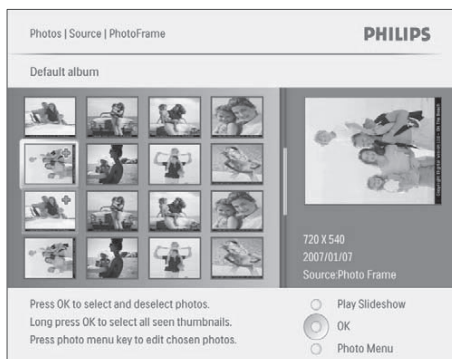 Photos | Source | PhotoFrame
PHILIPS
Default album
720 X 540
2007/01/07
Source:Photo Frame
Press OK to select and deselect photos.
Long press OK to select all seen thumbnails.
Press photo menu key to edit chosen photos.
Play Slideshow
OK
Photo Menu